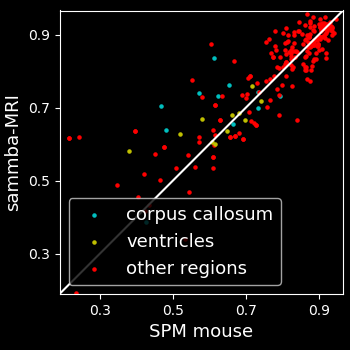 0.9
0.7
0.5
0.3
sammba-MRI
corpus callosum
ventricles
other regions
0.3 0.5 0.7 0.9
SPM mouse